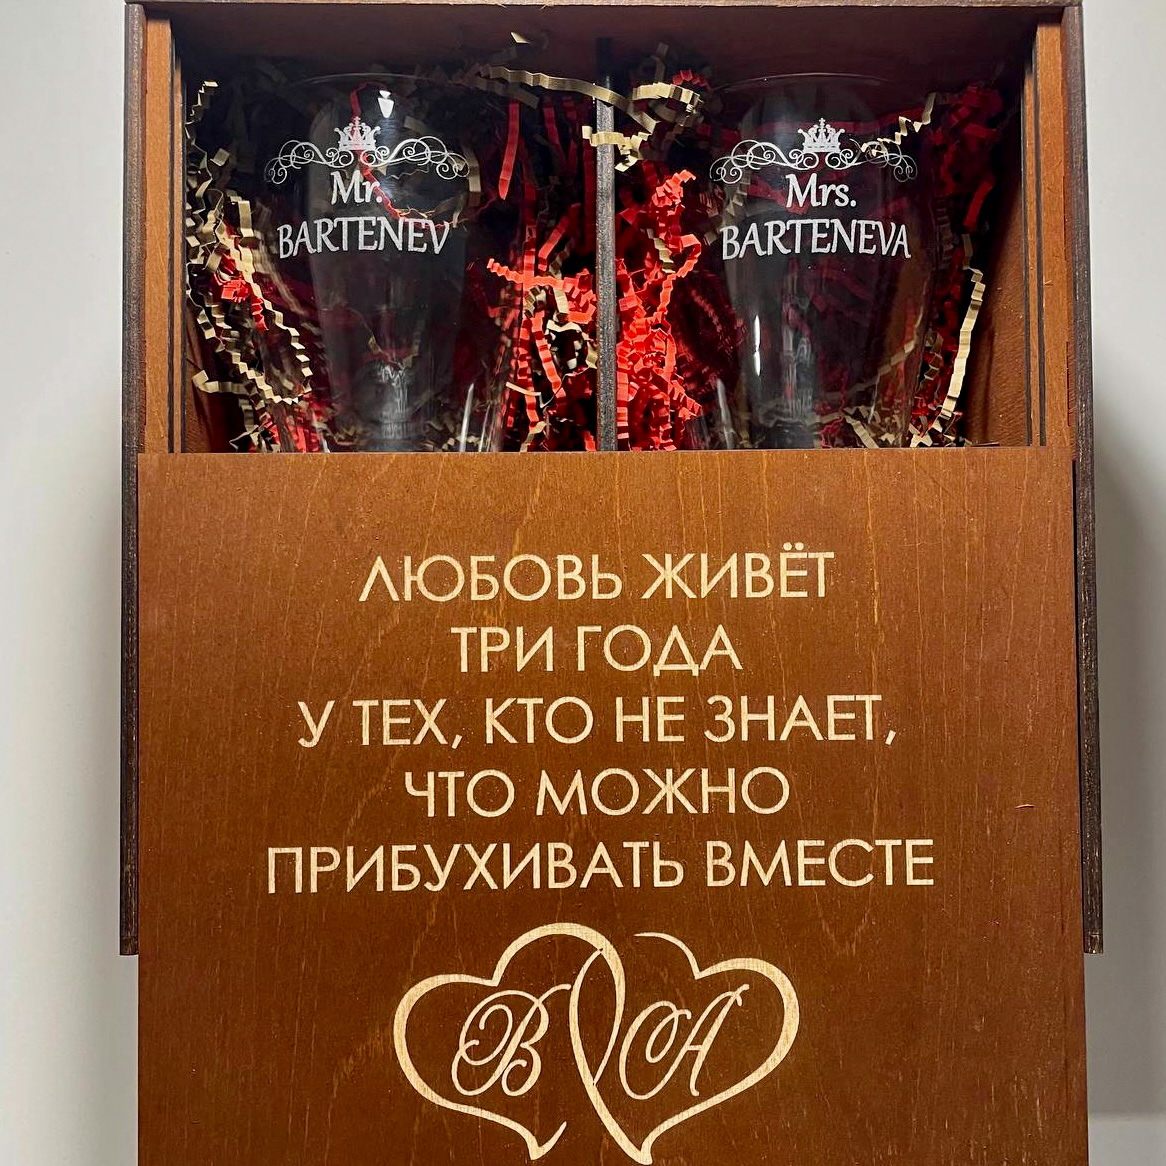 Mr.
BARTENEV
Mrs.
BARTENEVA
ЛЮБОВЬ ЖИВЁТ
ТРИ ГОДА
У ТЕХ, КТО НЕ ЗНАЕТ,
ЧТО МОЖНО
ПРИБУХИВАТЬ ВМЕСТЕ
В А